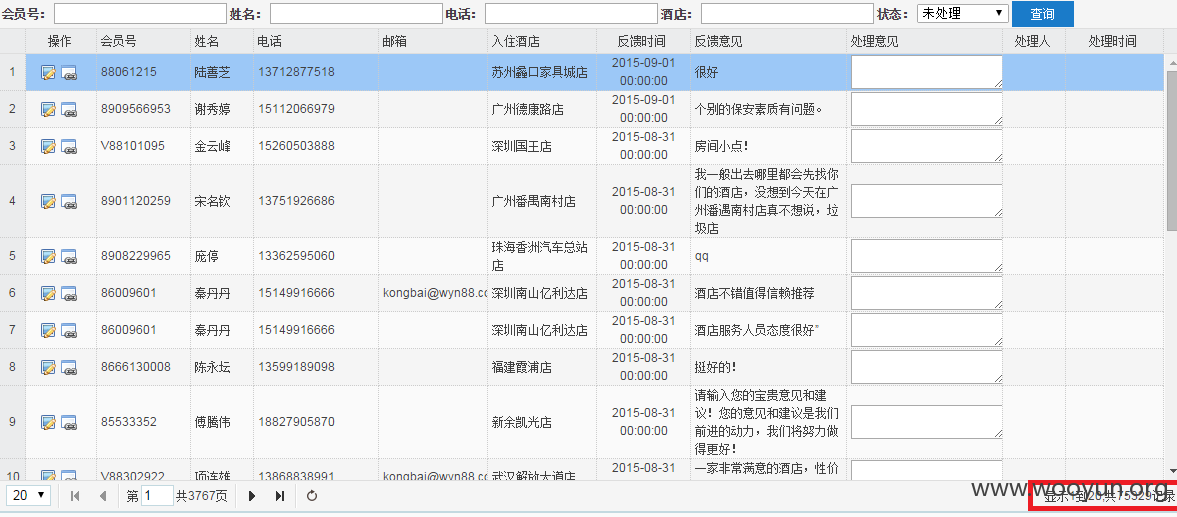 会员号： 姓名： 电话： 酒店： 状态： 未处理 查询
操作 会员号 姓名 电话 邮箱 入住酒店 反馈时间 反馈意见 处理意见 处理人 处理时间
1 88061215 陆蕙芝 13712877518 苏州蠡口家具城店 2015-09-01 很好
00:00:00
2 8909566953 谢秀婷 15112066979 广州德康路店 2015-09-01 个别的保安素质有问题。
00:00:00
3 V88101095 金云峰 15260503888 深圳国王店 2015-08-31 房间小点！
00:00:00
4 8901120259 宋名钦 13751926686 广州番禺南村店 2015-08-31 00:00:00
我一般出去哪里都会先找你
们的酒店，没想到今天在广
州潘遇南村店真不想说，垃
圾店
5 8908229965 庞停 13362595060 珠海香洲汽车总站 2015-08-31 qq
店 00:00:00
6 86009601 秦丹丹 15149916666 kongbai@wyn88.cc 深圳南山亿利达店 2015-08-31 酒店不错值得信赖推荐
00:00:00
7 86009601 秦丹丹 15149916666 深圳南山亿利达店 2015-08-31 酒店服务人员态度很好”
00:00:00
8 8666130008 陈永坛 13599189098 福建霞浦店 2015-08-31 挺好的！
00:00:00
9 85533352 傅腾伟 18827905870 新余凯光店 2015-08-31 00:00:00
请输入您的宝贵意见和建
议！您的意见和建议是我们
前进的动力，我们将努力做
得更好！
10 V88302922 项连雄 13868838991 kongbai@wyn88.cc 武汉解放大道店 2015-08-31 一家非常满意的酒店，性价
20 第 1 共3767页 显示1到20,共75329记录
www.wooyun.org